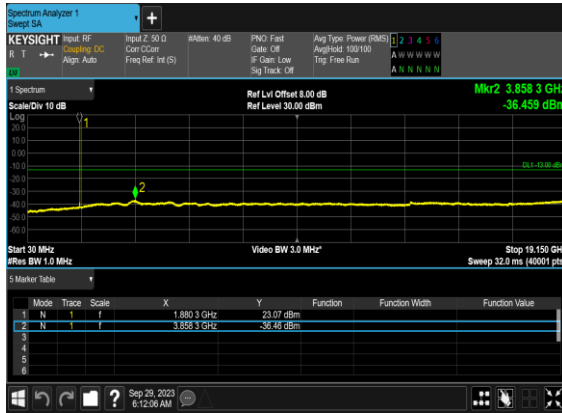 Spectrum Analyzer 1
Swept SA
+
KEYSIGHT Input: RF Input Z: 50 Ω #Atten: 40 dB PNO: Fast Avg Type: Power (RMS) 1 2 3 4 5 6
R T Coupling: DC Corr CCorr Gate: Off Avg|Hold: 100/100 A W W W W W
Align: Auto Freq Ref: Int (S) IF Gain: Low Trig: Free Run
Sig Track: Off A N N N N N
1 Spectrum Ref Lvl Offset 8.00 dB Mkr2 3.858 3 GHz
Scale/Div 10 dB Ref Level 30.00 dBm -36.459 dBm
Log
1
20.0
10.0
0.00
-10.0 DL1 -13.00 dBm
-20.0
-30.0 2
-40.0
-50.0
-60.0
Start 30 MHz Video BW 3.0 MHz* Stop 19.150 GH
#Res BW 1.0 MHz Sweep 32.0 ms (40001 pts
5 Marker Table
Mode Trace Scale X Y Function Function Width Function Value
1 N 1 f 1.880 3 GHz 23.07 dBm
2 N 1 f 3.858 3 GHz -36.46 dBm
3
4
5
6
? Sep 29, 2023
6:12:06 AM